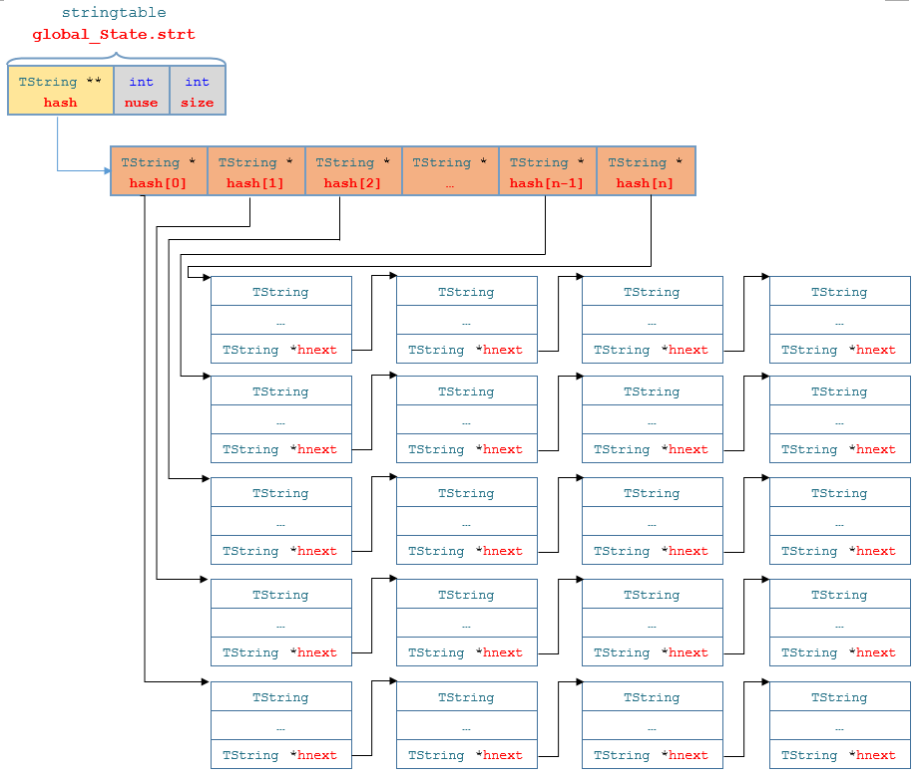 stringtable
global_State.strt
TString ** int int
hash nuse size
TString * TString * TString * TString * TString * TString *
hash[0] hash[1] hash[2] … hash[n-1] hash[n]
TString TString TString TString
… … … …
TString *hnext TString *hnext TString *hnext TString *hnext
TString TString TString TString
… … … …
TString *hnext TString *hnext TString *hnext TString *hnext
TString TString TString TString
… … … …
TString *hnext TString *hnext TString *hnext TString *hnext
TString TString TString TString
… … … …
TString *hnext TString *hnext TString *hnext TString *hnext
TString TString TString TString
… … … …
TString *hnext TString *hnext TString *hnext TString *hnext